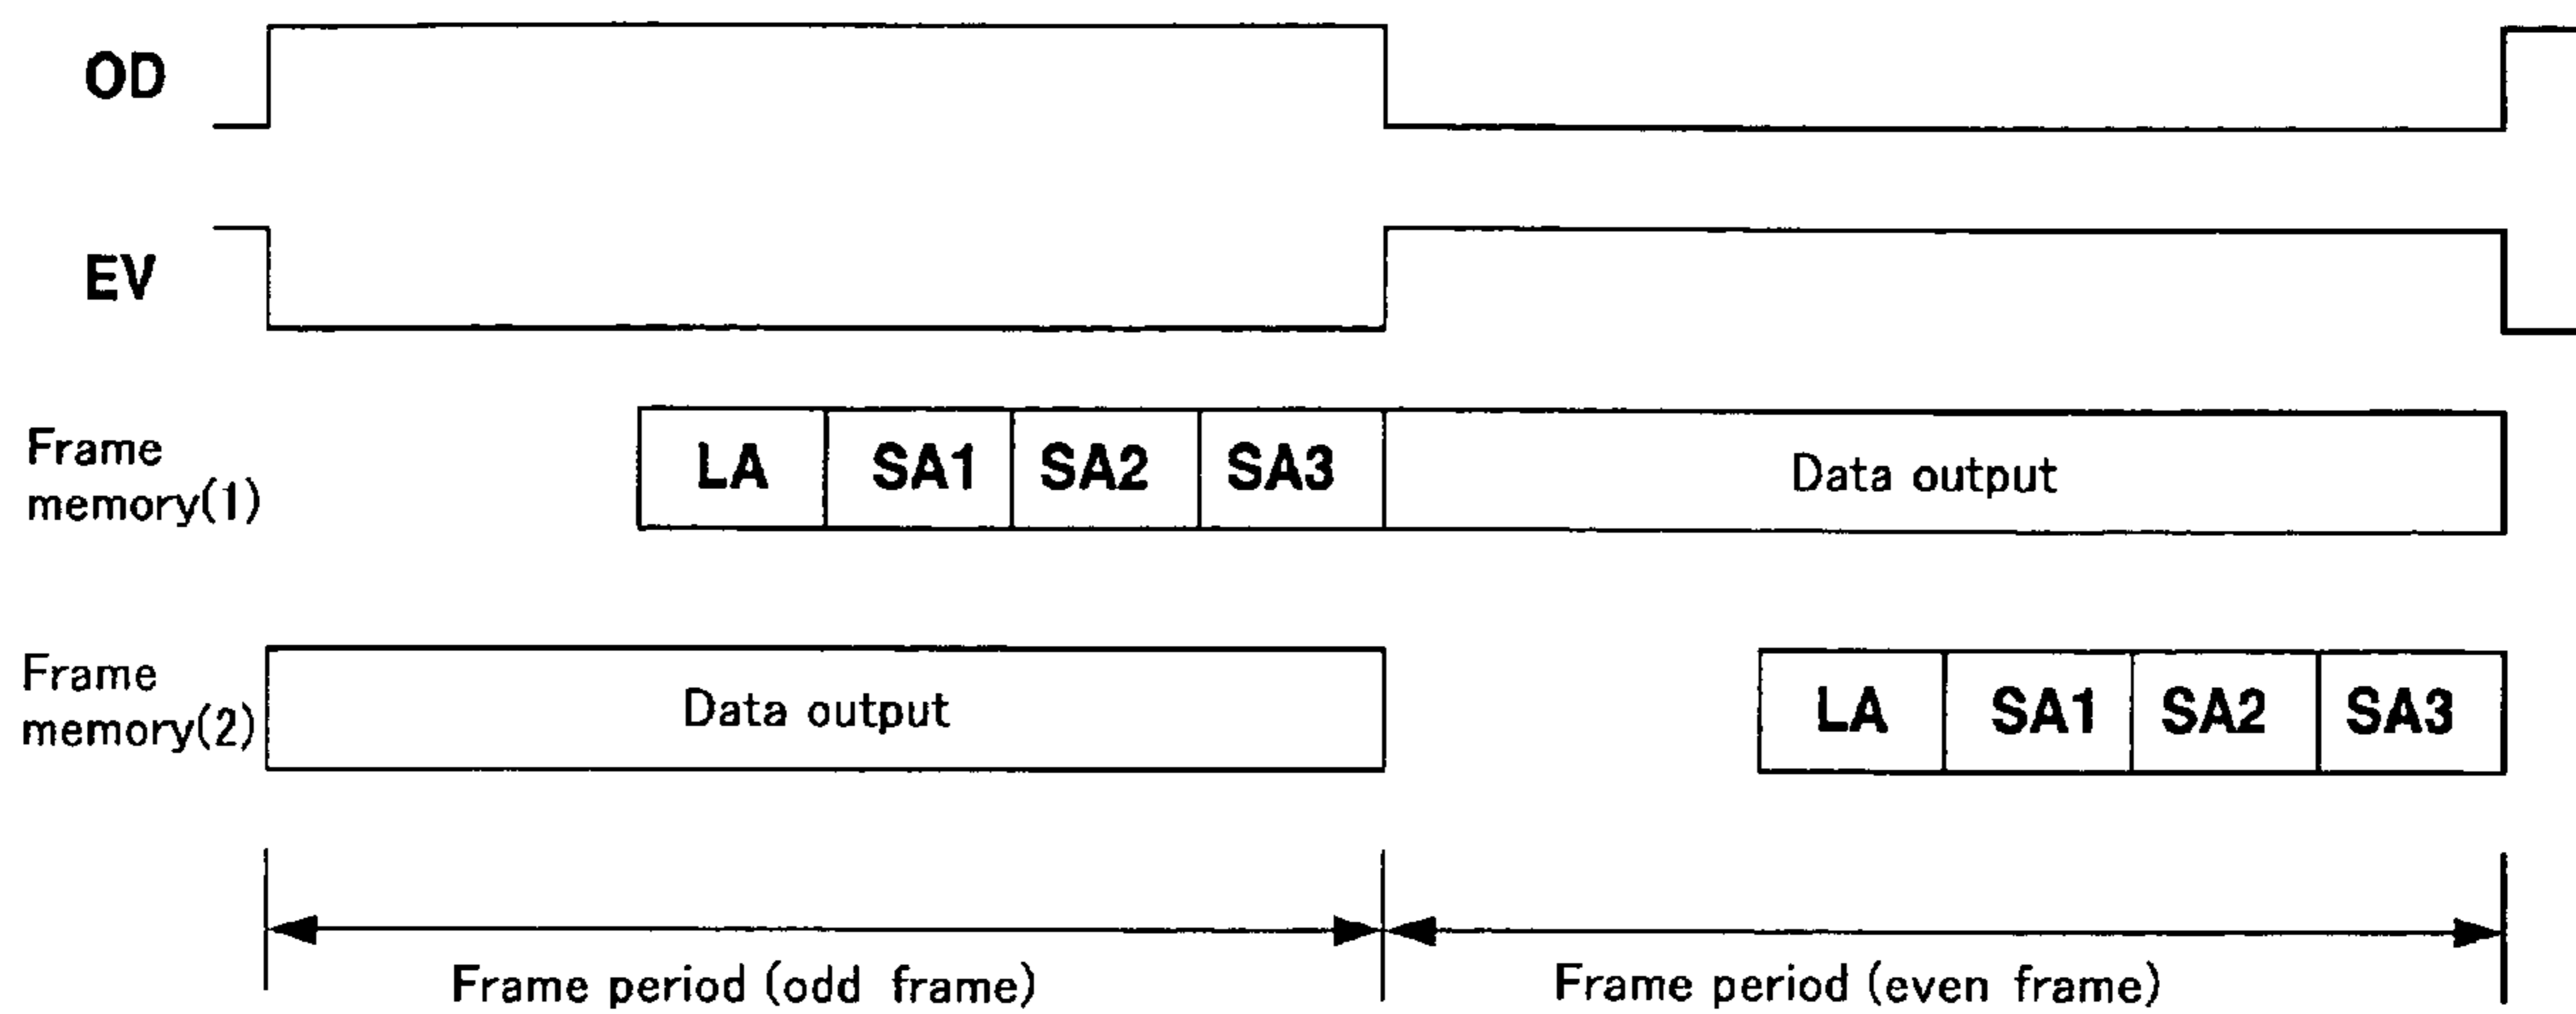 OD
EV
Frame
memory(1)
LA SA1 SA2 SA3 Data output
Frame
memory(2)
Data output LA SA1 SA2 SA3
Frame period (odd frame) Frame period (even frame)